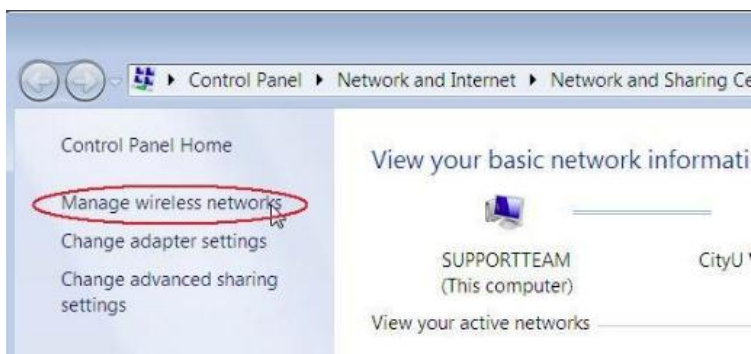 Control Panel ▸ Network and Internet ▸ Network and Sharing Ce
Control Panel Home
Manage wireless networks
Change adapter settings
Change advanced sharing
settings
View your basic network informati
SUPPORTTEAM
(This computer)
CityU
View your active networks